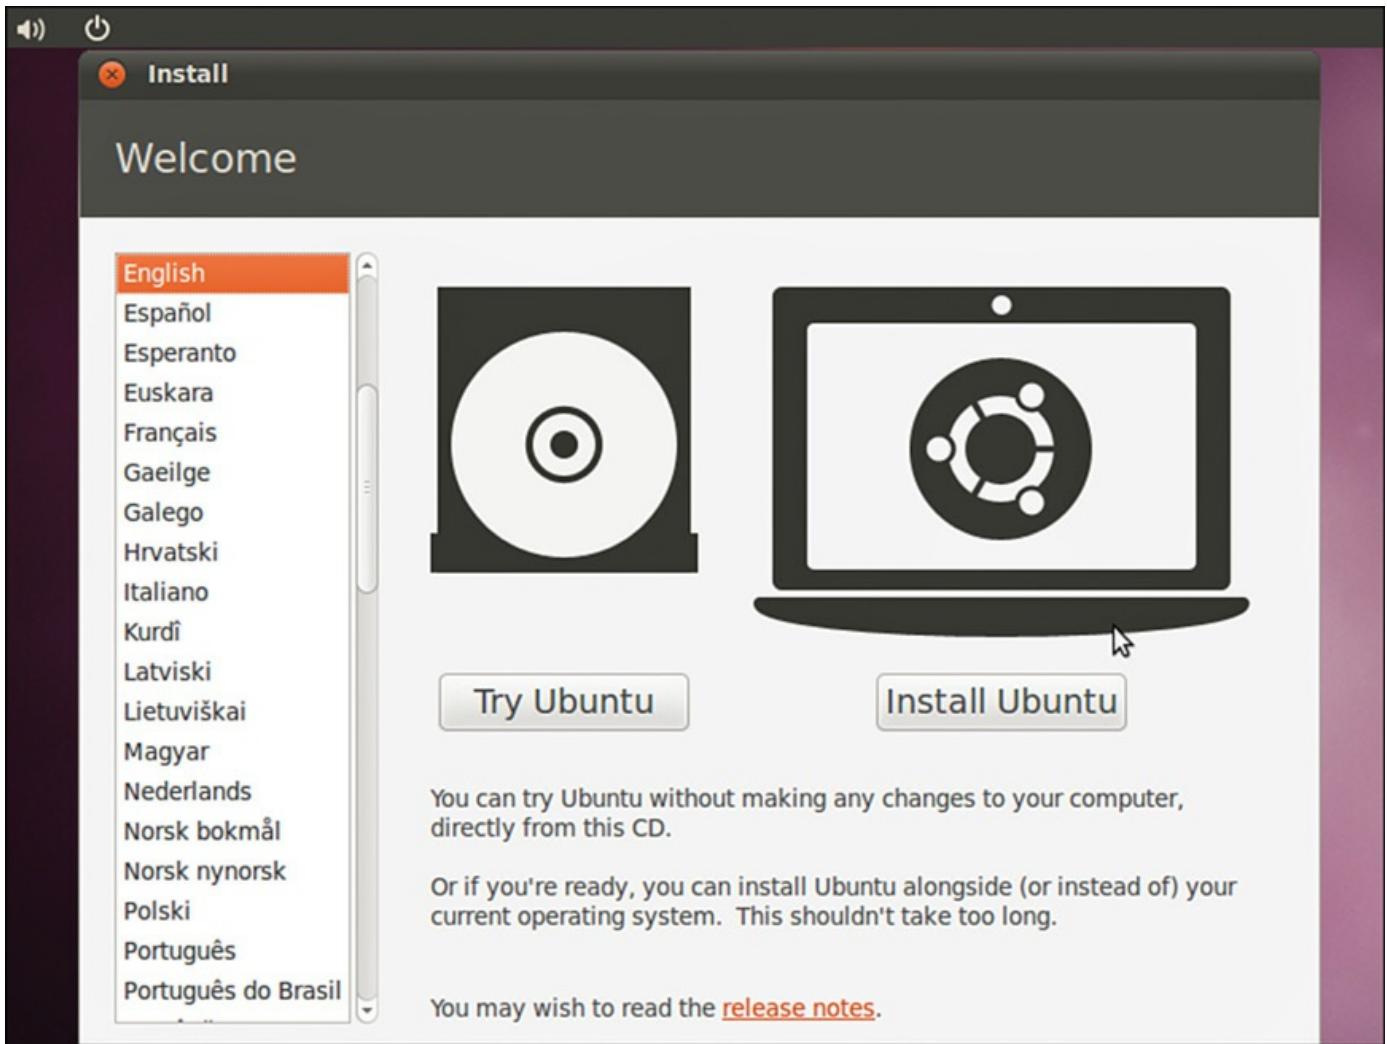 Install
Welcome
English
Español
Esperanto
Euskara
Français
Gaeilge
Galego
Hrvatski
Italiano
Kurdî
Latviski
Lietuviškai
Magyar
Nederlands
Norsk bokmål
Norsk nynorsk
Polski
Português
Português do Brasil
Try Ubuntu
Install Ubuntu
You can try Ubuntu without making any changes to your computer,
directly from this CD.
Or if you're ready, you can install Ubuntu alongside (or instead of) your
current operating system.  This shouldn't take too long.
You may wish to read the release notes.